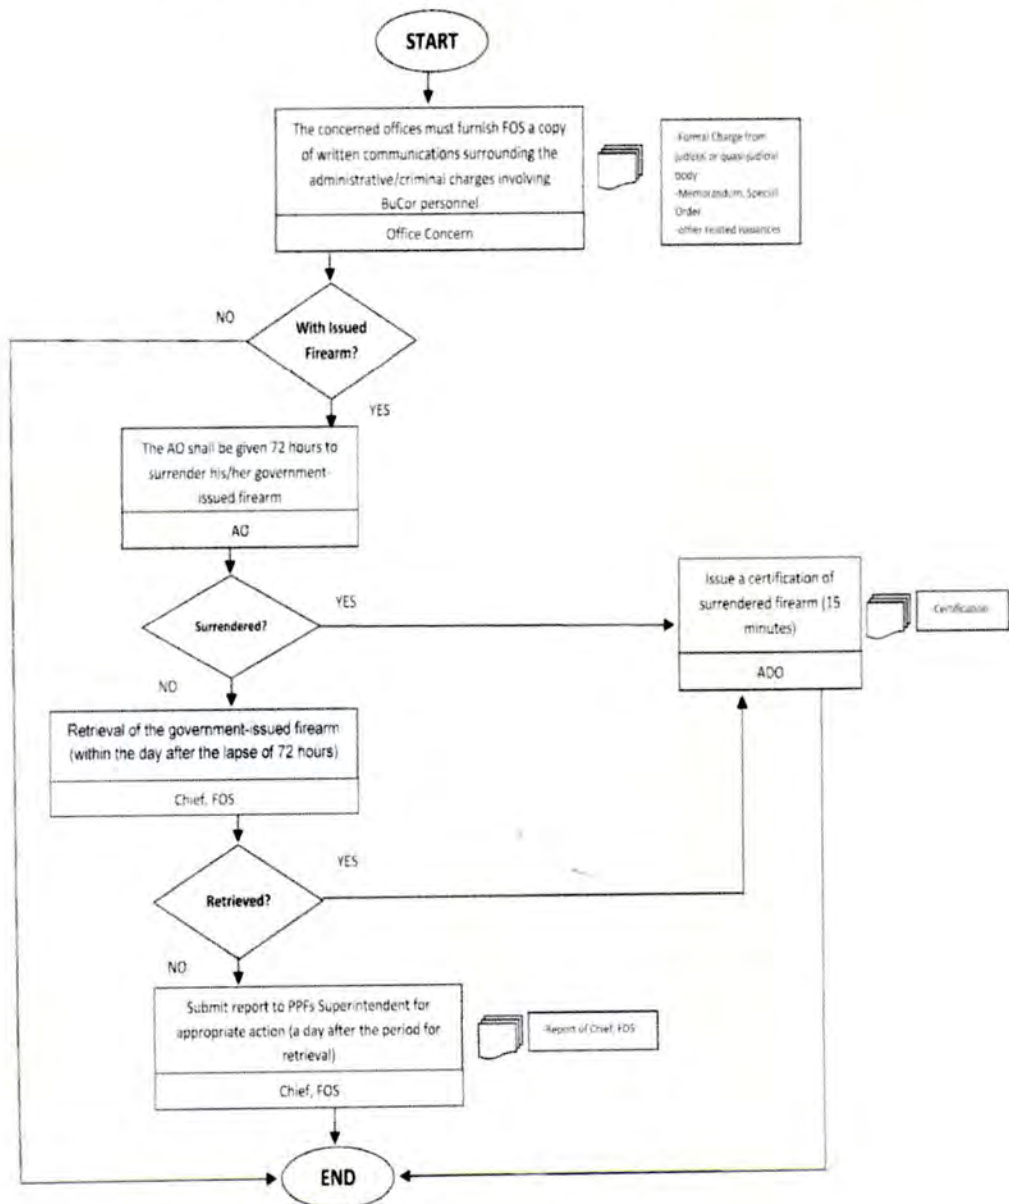 START
The concerned offices must furnish FOS a copy
of written communications surrounding the
administrative/criminal charges involving
BuCor personnel
Office Concern
-Formal Charge from
judicial or quasi-judicial
body
-Memorandum, Special
Order
-other related issuances
NO
With Issued
Firearm?
YES
The AO shall be given 72 hours to
surrender his/her government-
issued firearm
AO
Surrendered?
YES
Issue a certification of
surrendered firearm (15
minutes)
ADO
-Certification
NO
Retrieval of the government-issued firearm
(within the day after the lapse of 72 hours)
Chief, FOS
YES
Retrieved?
NO
Submit report to PPFs Superintendent for
appropriate action (a day after the period for
retrieval)
Chief, FOS
-Report of Chief, FOS
END